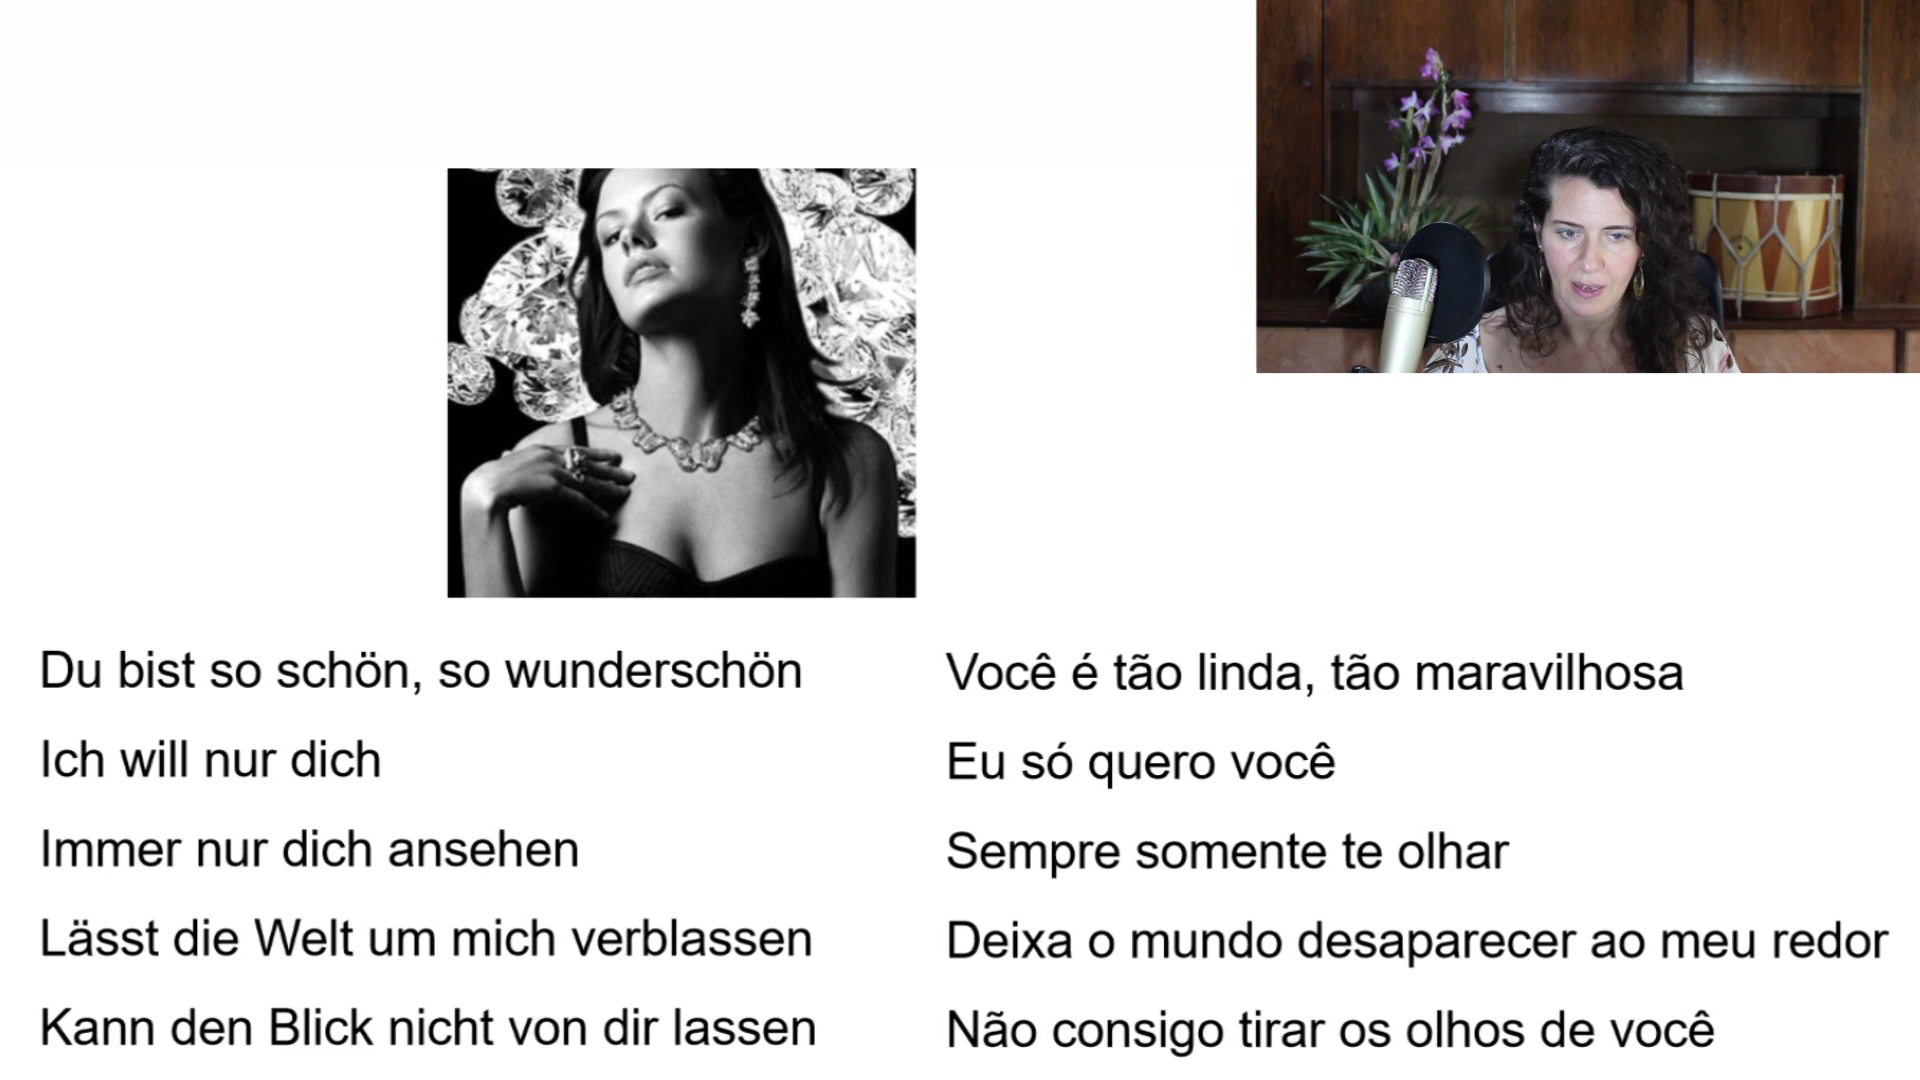 Du bist so schön, so wunderschön
Ich will nur dich
Immer nur dich ansehen
Lässt die Welt um mich verblassen
Kann den Blick nicht von dir lassen
Você é tão linda, tão maravilhosa
Eu só quero você
Sempre somente te olhar
Deixa o mundo desaparecer ao meu redor
Não consigo tirar os olhos de você